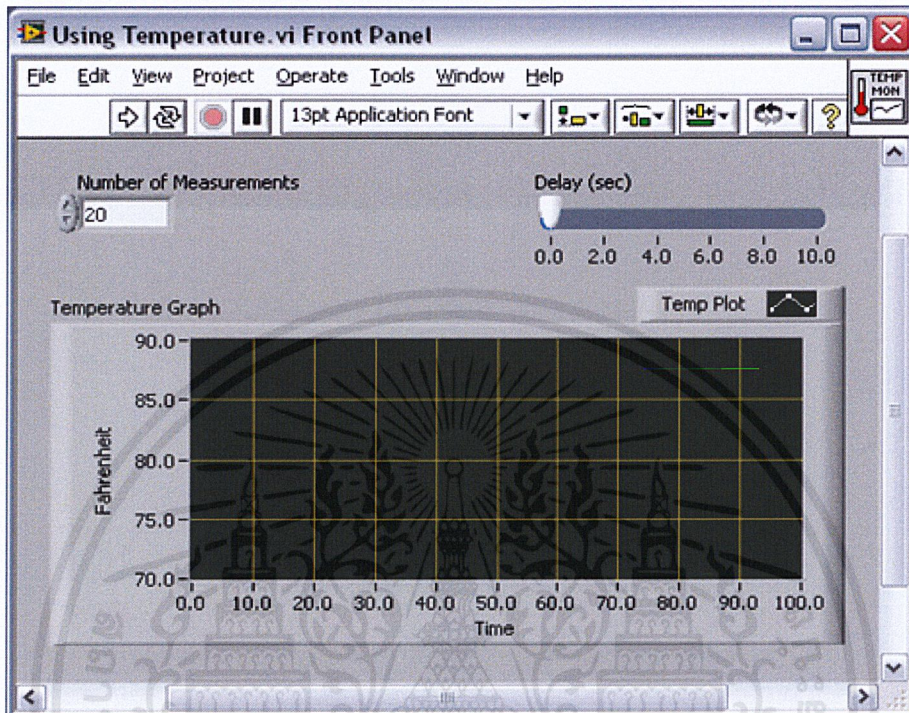 Using Temperature.vi Front Panel
File Edit View Project Operate Tools Window Help
TEMP
MON
13pt Application Font
?
Number of Measurements
20
Delay (sec)
0.0 2.0 4.0 6.0 8.0 10.0
Temperature Graph
Temp Plot
90.0
85.0
80.0
75.0
70.0
Fahrenheit
0.0 10.0 20.0 30.0 40.0 50.0 60.0 70.0 80.0 90.0 100.0
Time